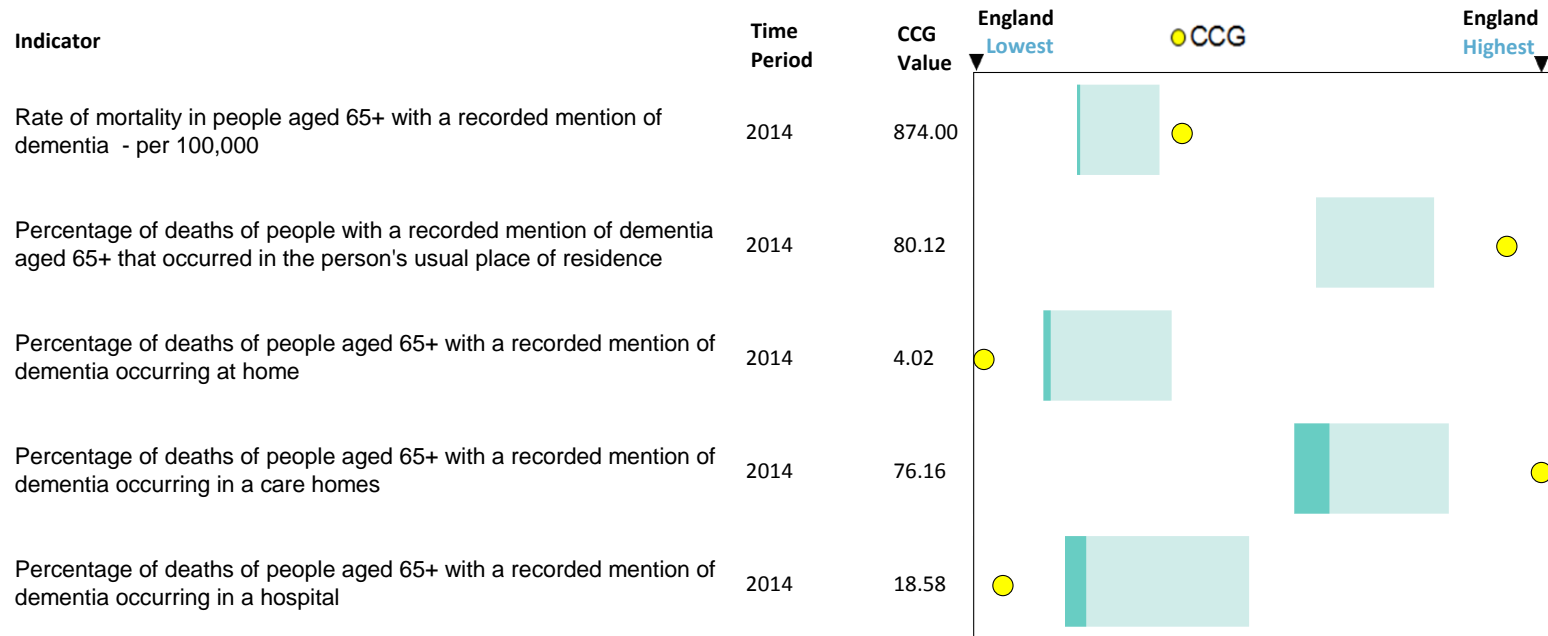 Indicator
Time
Period
CCG
Value
England
Lowest
CCG
England
Highest
Rate of mortality in people aged 65+ with a recorded mention of
dementia - per 100,000
2014
874.00
Percentage of deaths of people with a recorded mention of dementia
aged 65+ that occurred in the person's usual place of residence
2014
80.12
Percentage of deaths of people aged 65+ with a recorded mention of
dementia occurring at home
2014
4.02
Percentage of deaths of people aged 65+ with a recorded mention of
dementia occurring in a care homes
2014
76.16
Percentage of deaths of people aged 65+ with a recorded mention of
dementia occurring in a hospital
2014
18.58